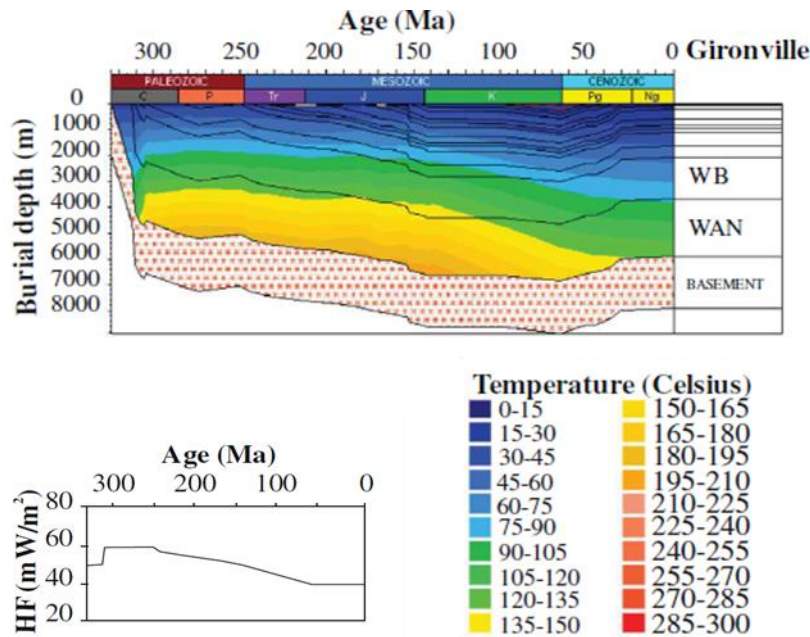 Age (Ma)
300 250 200 150 100 50 0 Gironville
PALEOZOIC MESOZOIC CENOZOIC
C P Tr J K Pg Ng
Burial depth (m)
0
1000
2000
3000
4000
5000
6000
7000
8000
WB
WAN
BASEMENT
Age (Ma)
300 200 100 0
HF (mW/m²)
80
60
40
20
Temperature (Celsius)
0-15
15-30
30-45
45-60
60-75
75-90
90-105
105-120
120-135
135-150
150-165
165-180
180-195
195-210
210-225
225-240
240-255
255-270
270-285
285-300